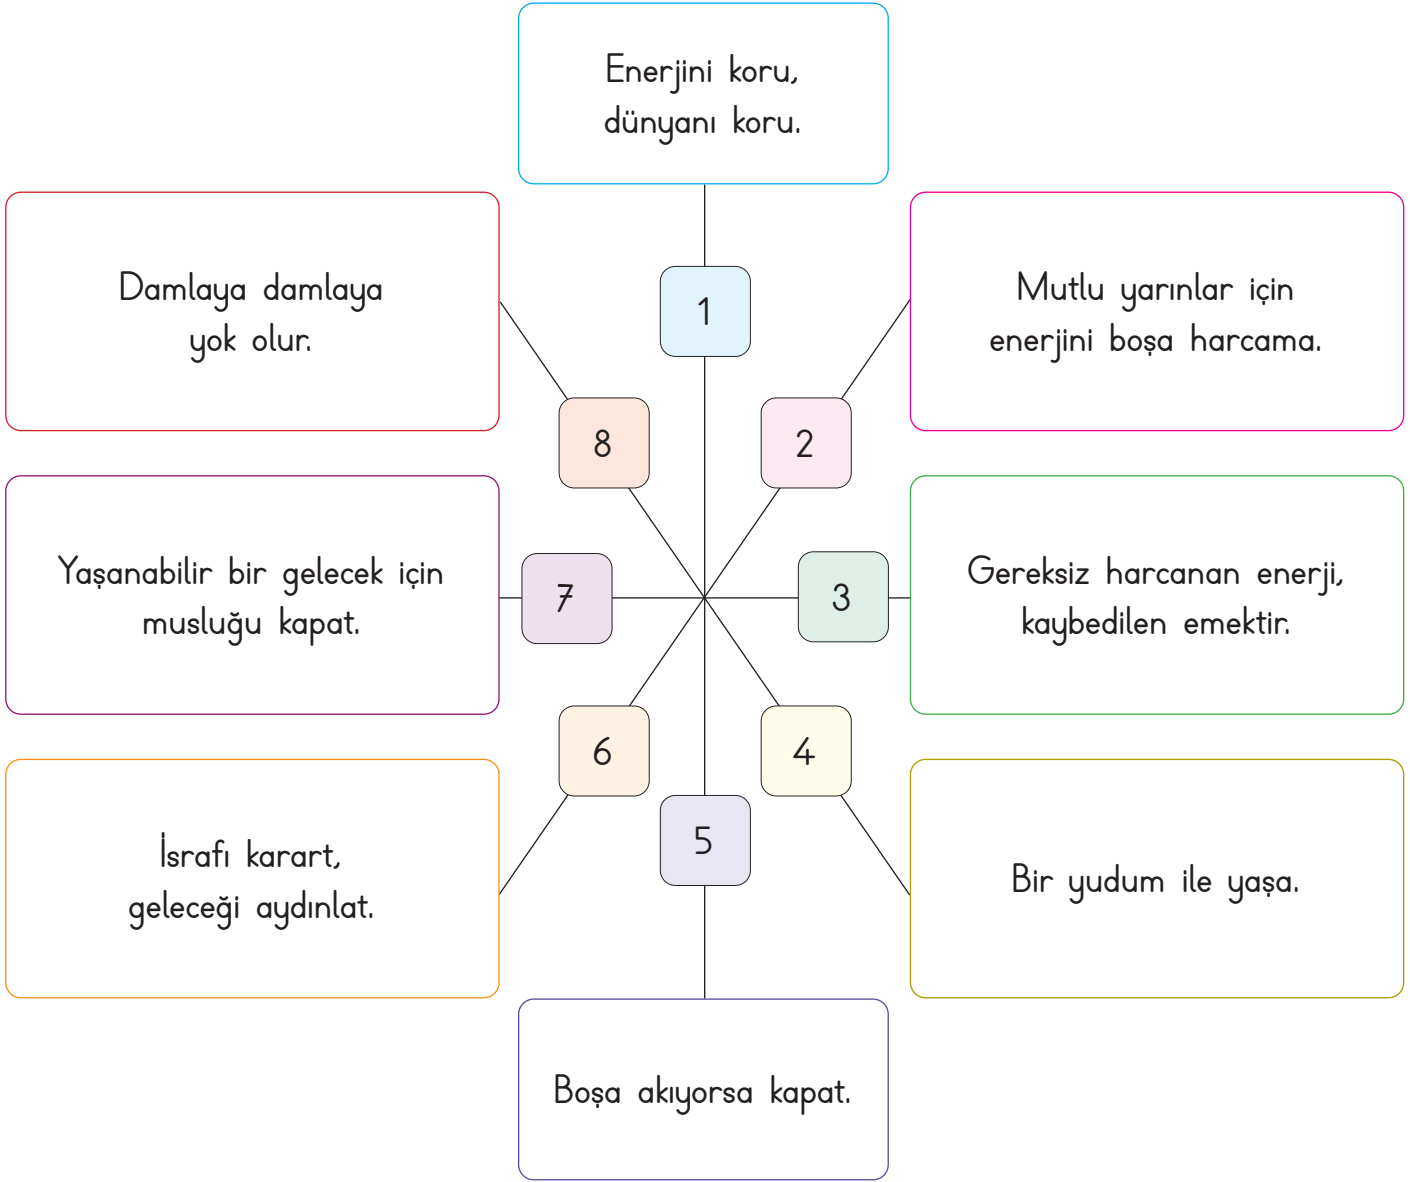 Enerjini koru,
dünyanı koru.
1
Mutlu yarınlar için
enerjini boşa harcama.
2
Gereksiz harcanan enerji,
kaybedilen emektir.
3
Bir yudum ile yaşa.
4
Boşa akıyorsa kapat.
5
İsrafı karart,
geleceği aydınlat.
6
Yaşanabilir bir gelecek için
musluğu kapat.
7
Damlaya damlaya
yok olur.
8